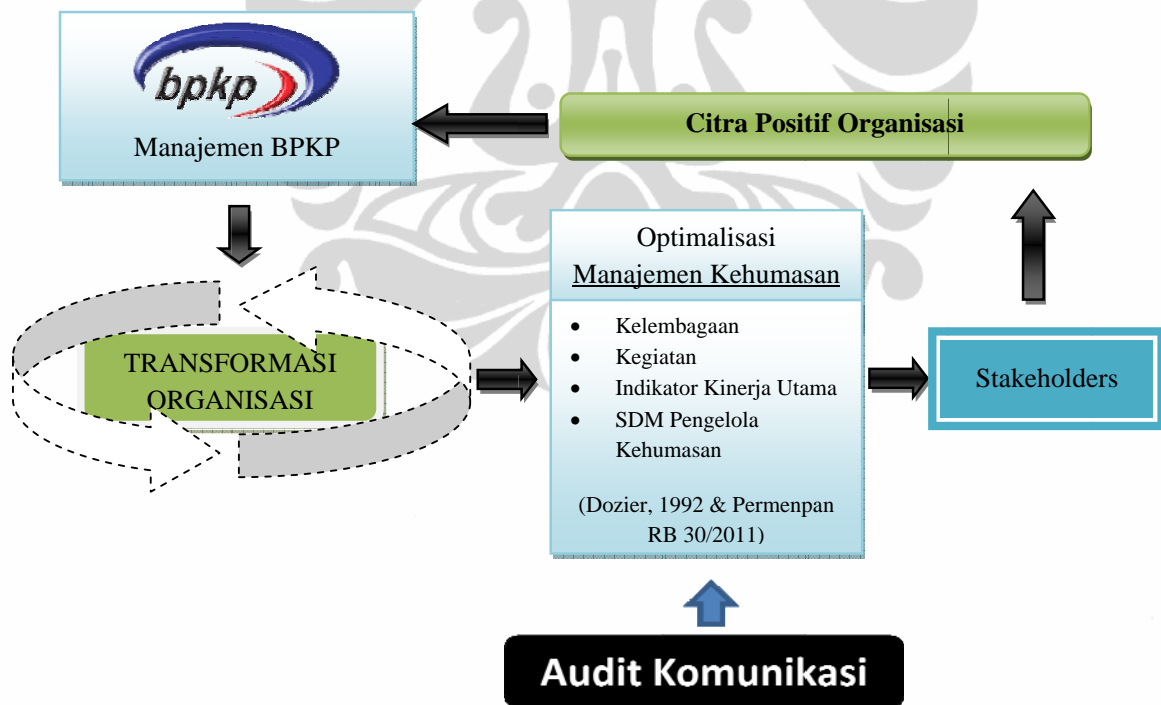 bpkp
Manajemen BPKP
Citra Positif Organisasi
TRANSFORMASI
ORGANISASI
Optimalisasi
Manajemen Kehumasan
• Kelembagaan
• Kegiatan
• Indikator Kinerja Utama
• SDM Pengelola
Kehumasan
(Dozier, 1992 & Permenpan
RB 30/2011)
Stakeholders
Audit Komunikasi